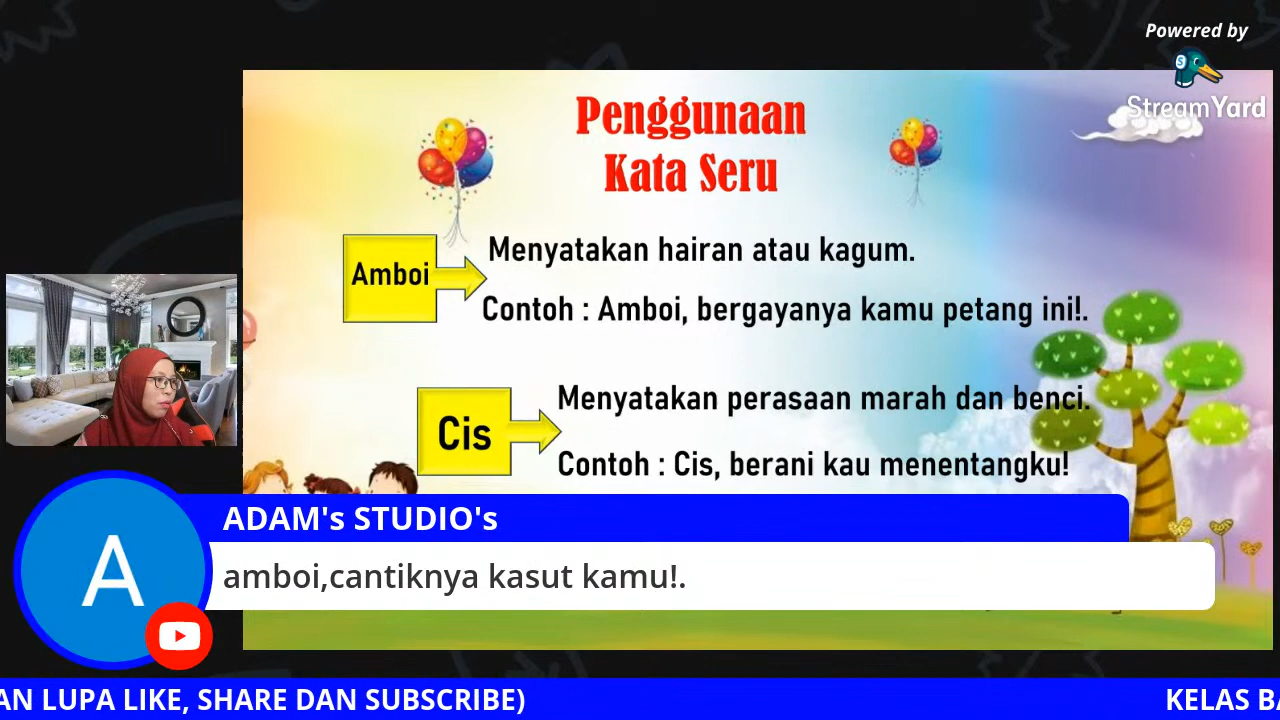 Powered by
StreamYard
Penggunaan
Kata Seru
Amboi
Menyatakan hairan atau kagum.
Contoh : Amboi, bergayanya kamu petang ini!.
Cis
Menyatakan perasaan marah dan benci.
Contoh : Cis, berani kau menentangku!
ADAM's STUDIO's
A
amboi,cantiknya kasut kamu!.
AN LUPA LIKE, SHARE DAN SUBSCRIBE)
KELAS BA